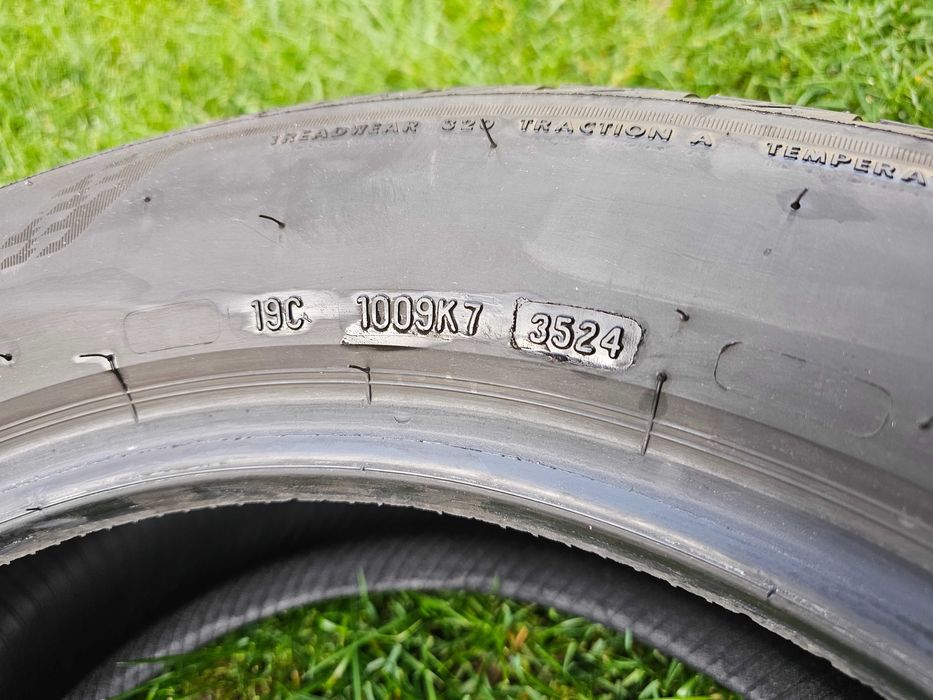 TREADWEAR 320 TRACTION A TEMPERA
19C 1009K7 3524